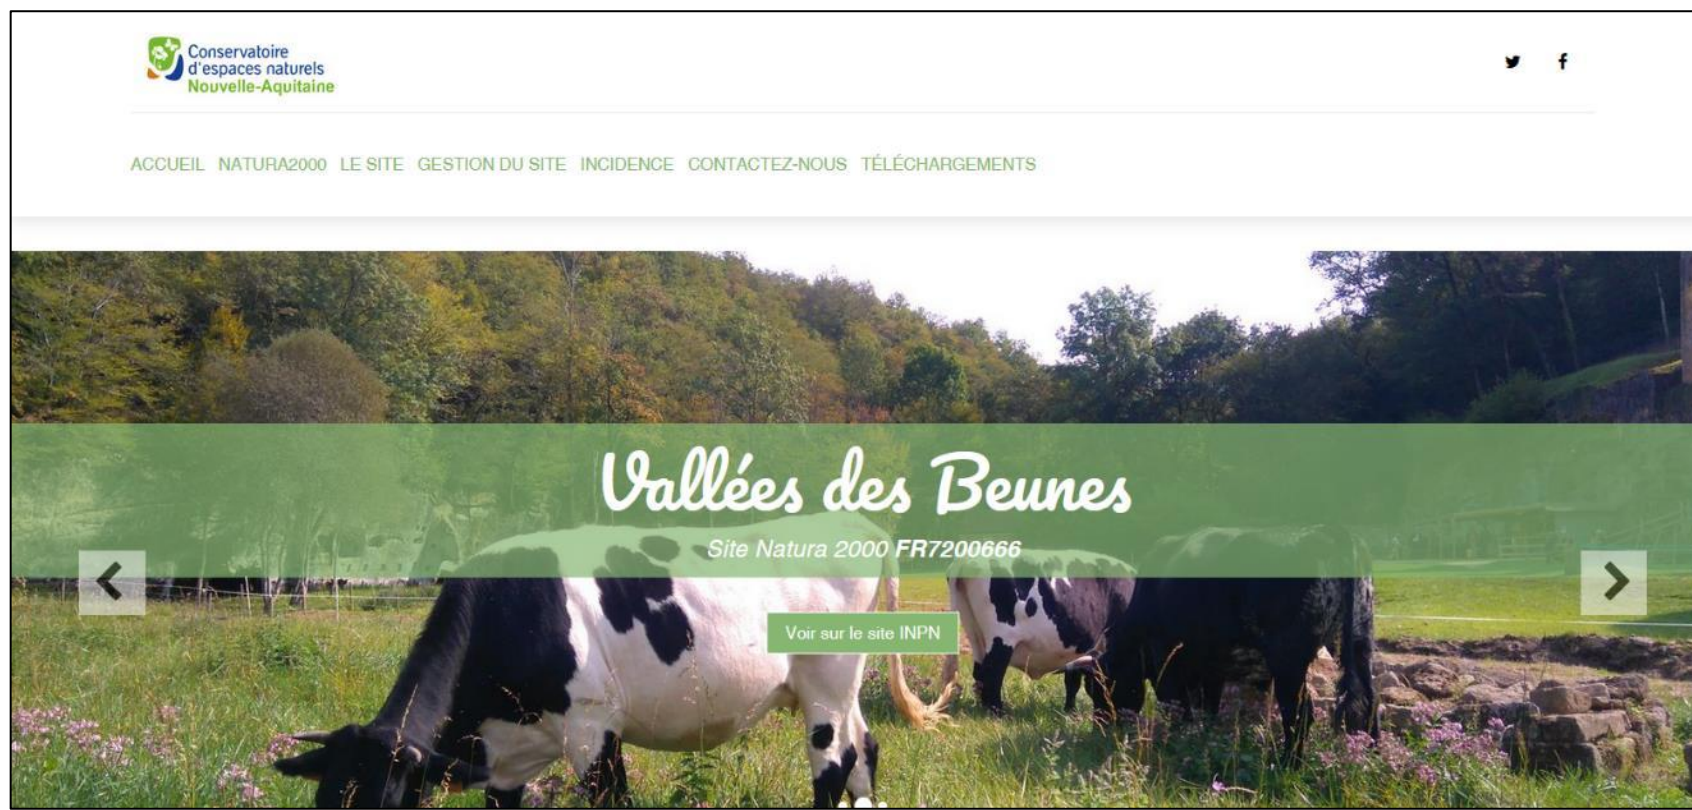 Conservatoire
d'espaces naturels
Nouvelle-Aquitaine
ACCUEIL NATURA2000 LE SITE GESTION DU SITE INCIDENCE CONTACTEZ-NOUS TÉLÉCHARGEMENTS
Vallées des Beunes
Site Natura 2000 FR7200666
Voir sur le site INPN